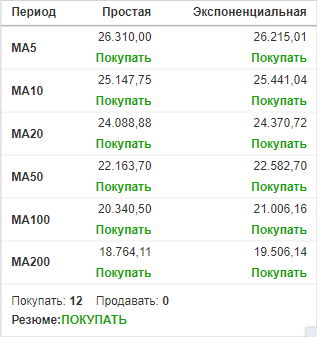 Период Простая Экспоненциальная
MA5 26.310,00 26.215,01
Покупать Покупать
MA10 25.147,75 25.441,04
Покупать Покупать
MA20 24.088,88 24.370,72
Покупать Покупать
MA50 22.163,70 22.582,70
Покупать Покупать
MA100 20.340,50 21.006,16
Покупать Покупать
MA200 18.764,11 19.506,14
Покупать Покупать
Покупать: 12 Продавать: 0
Резюме:ПОКУПАТЬ